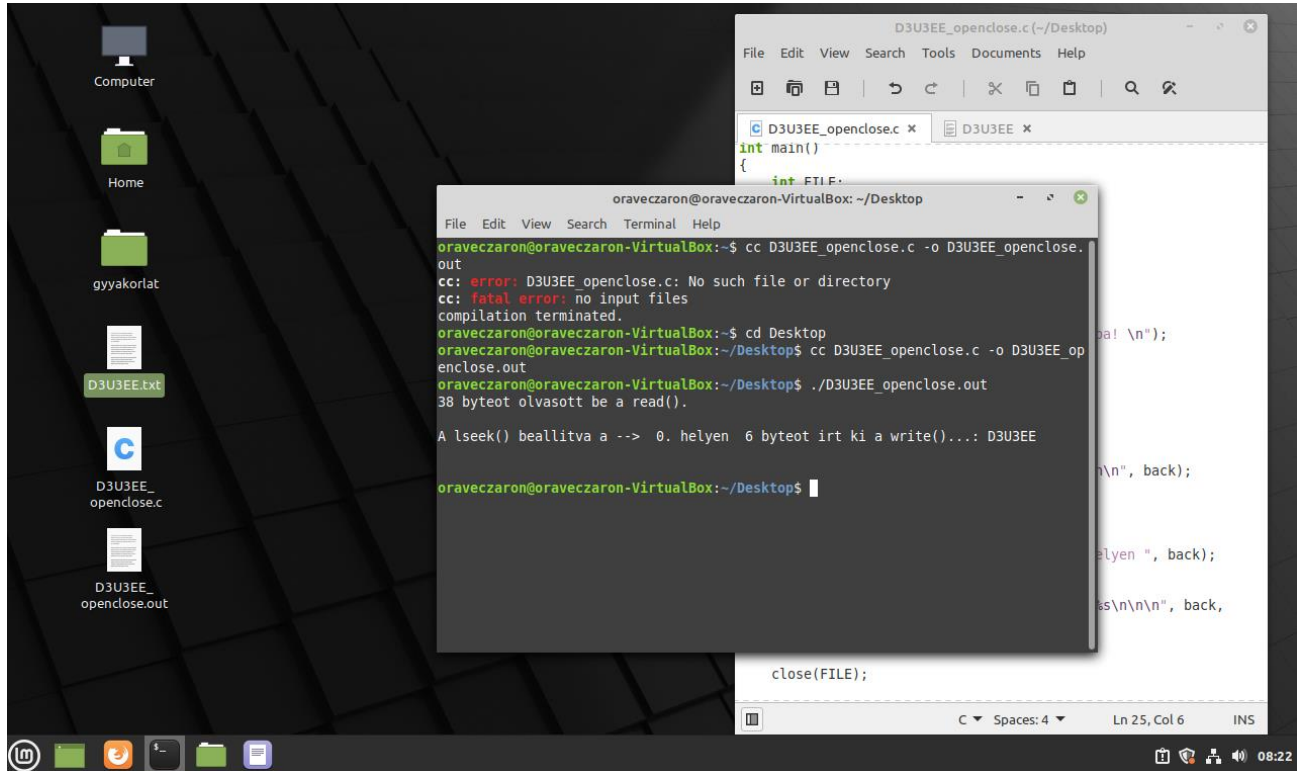 Computer
Home
gyyakorlat
D3U3EE.txt
D3U3EE_
openclose.c
D3U3EE_
openclose.out
D3U3EE_openclose.c (~/Desktop)
File Edit View Search Tools Documents Help
D3U3EE_openclose.c
D3U3EE
int main()
{
int FILE;
oraveczaron@oraveczaron-VirtualBox: ~/Desktop
File Edit View Search Terminal Help
oraveczaron@oraveczaron-VirtualBox:~$ cc D3U3EE_openclose.c -o D3U3EE_openclose.
out
cc: error: D3U3EE_openclose.c: No such file or directory
cc: fatal error: no input files
compilation terminated.
oraveczaron@oraveczaron-VirtualBox:~$ cd Desktop
oraveczaron@oraveczaron-VirtualBox:~/Desktop$ cc D3U3EE_openclose.c -o D3U3EE_op
enclose.out
oraveczaron@oraveczaron-VirtualBox:~/Desktop$ ./D3U3EE_openclose.out
38 byteot olvasott be a read().
A lseek() beallitva a --> 0. helyen 6 byteot irt ki a write()...: D3U3EE
oraveczaron@oraveczaron-VirtualBox:~/Desktop$
ba! \n");
\n", back);
elyen ", back);
%s\n\n\n", back,
close(FILE);
C Spaces: 4 Ln 25, Col 6 INS
08:22